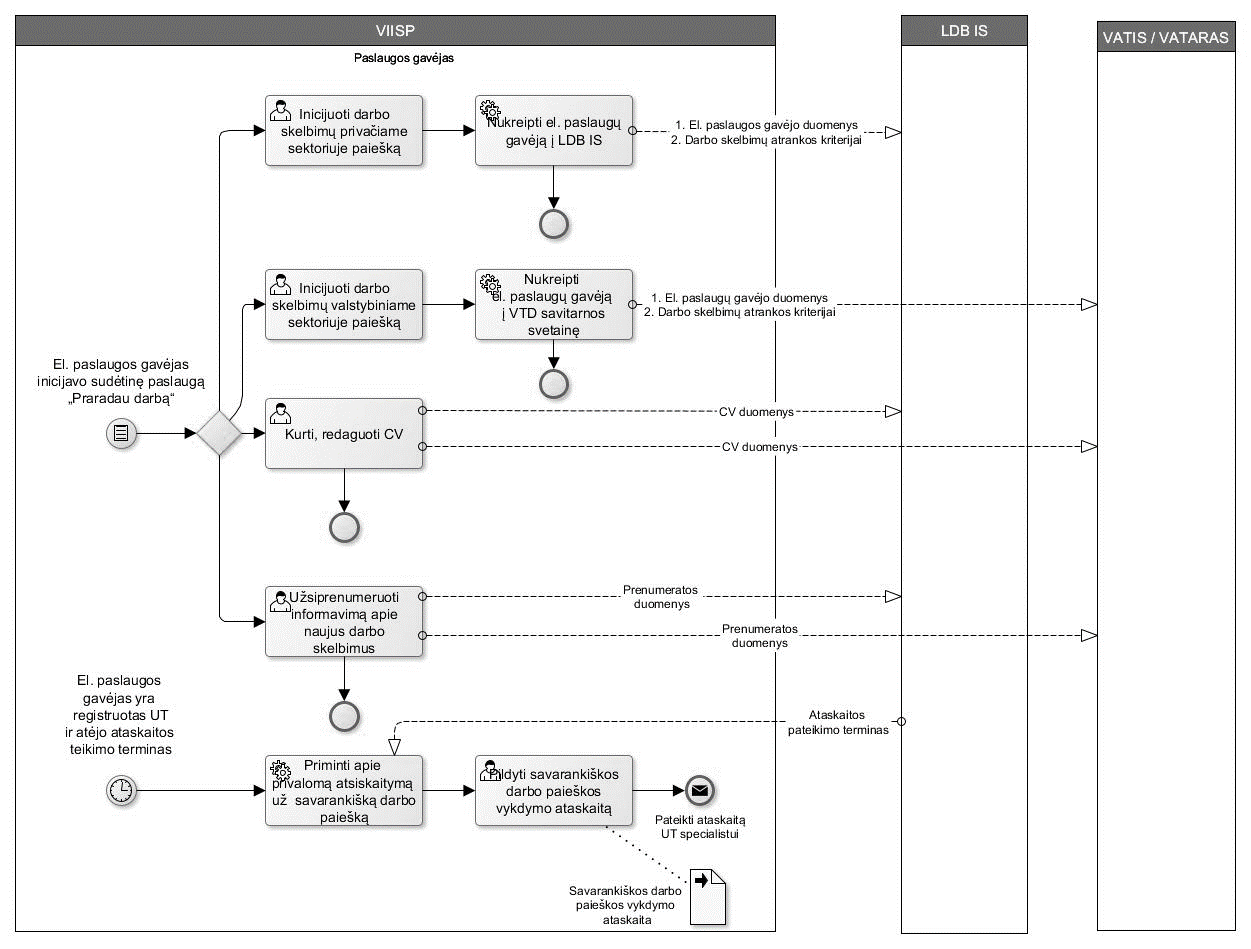 VIISP
LDB IS
VATIS / VATARAS
Paslaugos gavėjas
Inicijuoti darbo
skelbimų privačiame
sektoriuje paiešką
Nukreipti el. paslaugų
gavėją į LDB IS
1. El. paslaugos gavėjo duomenys
2. Darbo skelbimų atrankos kriterijai
Inicijuoti darbo
skelbimų valstybiniame
sektoriuje paiešką
Nukreipti
el. paslaugų gavėją
į VTD savitarnos
svetainę
1. El. paslaugų gavėjo duomenys
2. Darbo skelbimų atrankos kriterijai
El. paslaugos gavėjas
inicijavo sudėtinę paslaugą
„Praradau darbą“
Kurti, redaguoti CV
CV duomenys
CV duomenys
Užsiprenumeruoti
informavimą apie
naujus darbo
skelbimus
Prenumeratos
duomenys
Prenumeratos
duomenys
El. paslaugos
gavėjas yra
registruotas UT
ir atėjo ataskaitos
teikimo terminas
Ataskaitos
pateikimo terminas
Priminti apie
privalomą atsiskaitymą
už savarankišką darbo
paiešką
Pildyti savarankiškos
darbo paieškos
vykdymo ataskaitą
Pateikti ataskaitą
UT specialistui
Savarankiškos darbo
paieškos vykdymo
ataskaita